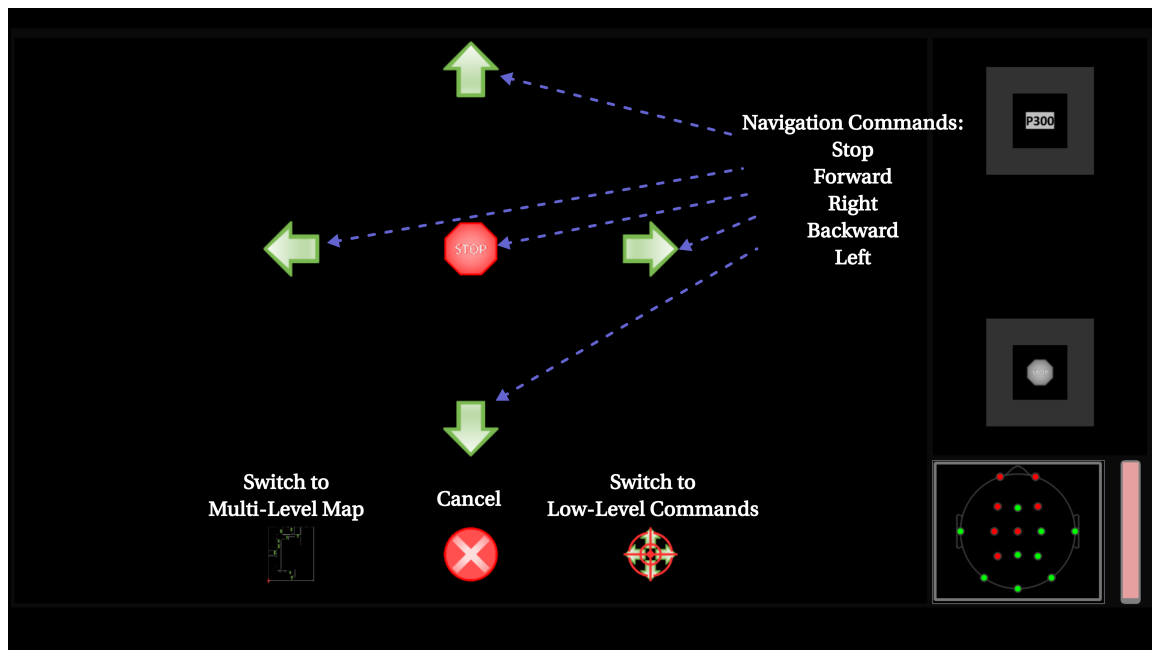 Navigation Commands:
Stop
Forward
Right
Backward
Left
P300
STOP
STOP
Switch to
Multi-Level Map
Cancel
Switch to
Low-Level Commands